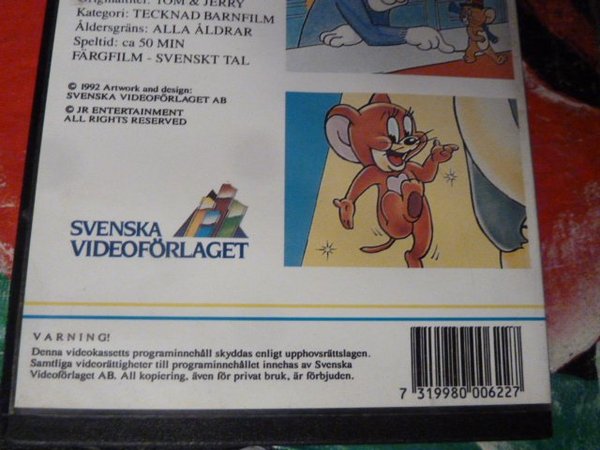 TOM & JERRY
Kategori: TECKNAD BARNFILM
Åldersgräns: ALLA ÅLDRAR
Speltid: ca 50 MIN
FÄRGFILM - SVENSKT TAL
© 1992 Artwork and design:
SVENSKA VIDEOFÖRLAGET AB
© JR ENTERTAINMENT
ALL RIGHTS RESERVED
SVENSKA
VIDEOFÖRLAGET
VARNING!
Denna videokassetts programinnehåll skyddas enligt upphovsrättslagen.
Samtliga videorättigheter till programinnehållet innehas av Svenska
Videoförlaget AB. All kopiering, även för privat bruk, är förbjuden.
7 319980 006227